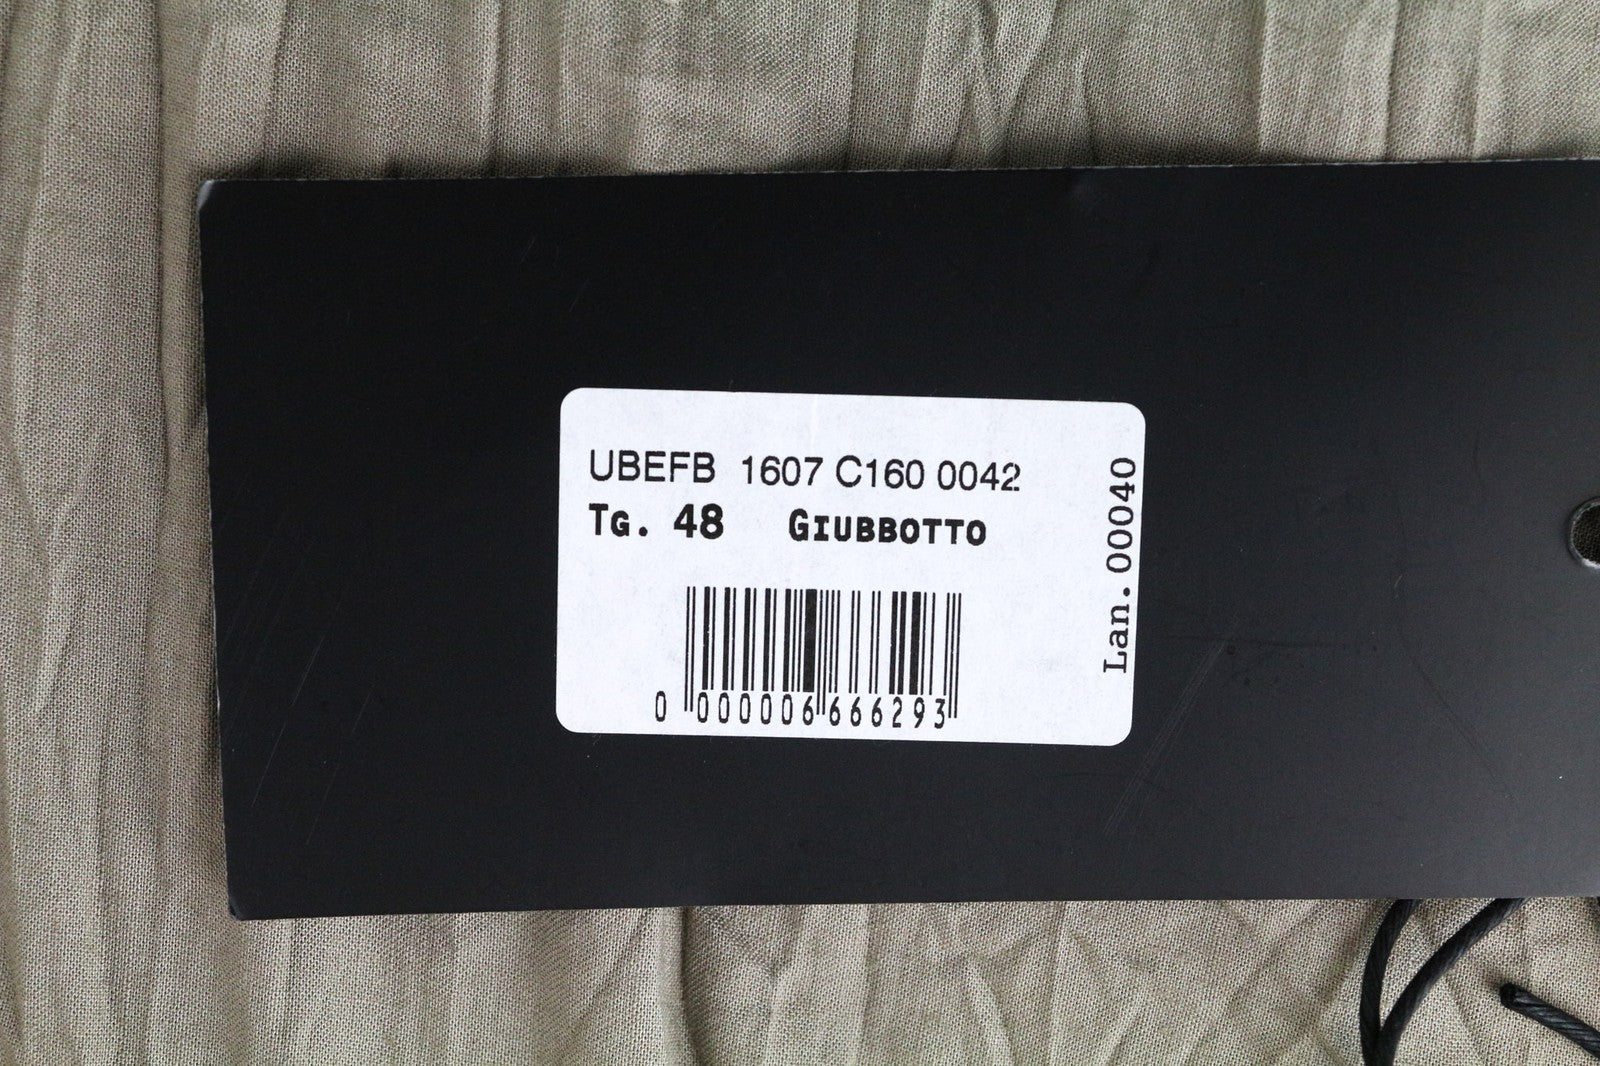 UBEFB 1607 C160 0042
Tg. 48 Giubbotto
0 000006 666293
Lan. 00040